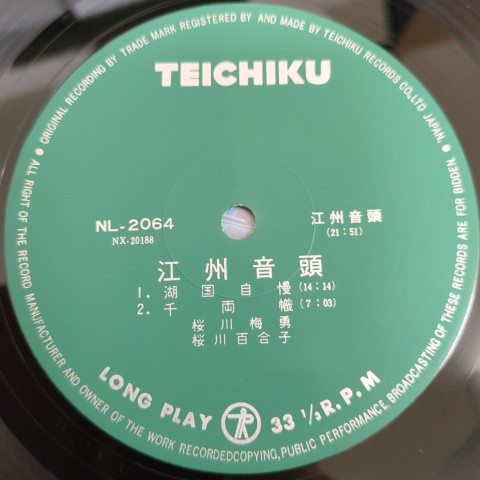 • ORIGINAL RECORDING BY TRADE MARK REGISTERED BY AND MADE BY TEICHIKU RECORDS CO.,LTD JAPAN. •
TEICHIKU
NL-2064
NX-20188
江州音頭
(21:51)
江州音頭
1. 湖国自慢 (14:14)
2. 千両幟 (7:03)
桜川梅勇
桜川百合子
LONG PLAY 33 1/3 R.P.M
ALL RIGHT OF THE RECORD MANUFACTURER AND OWNER OF THE WORK RECORDEDCOPYING,PUBLIC PERFORMANCE,BROADCASTING OF THESE RECORDS ARE FOR BIDDEN.